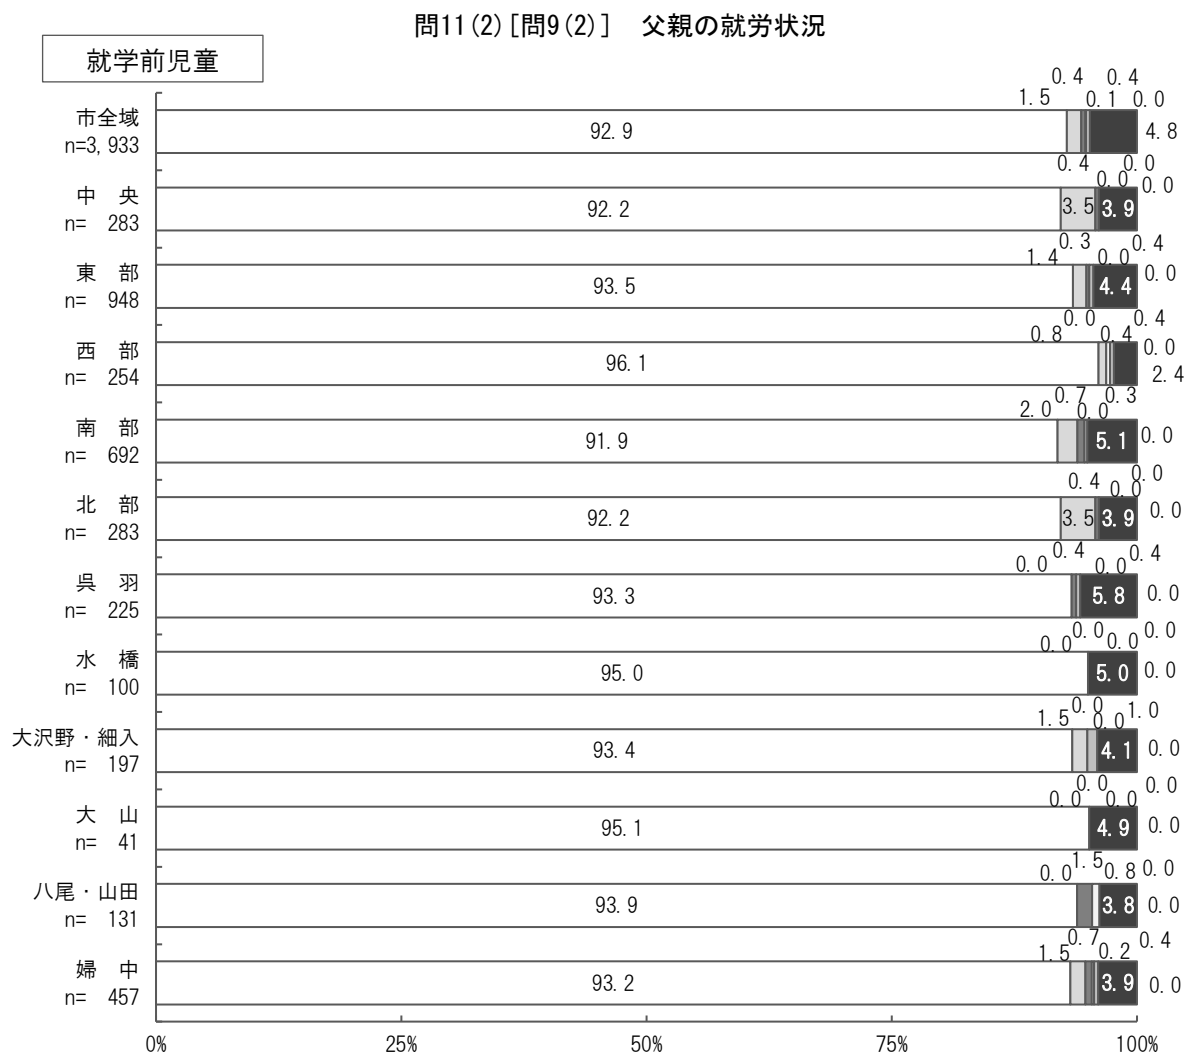 問11(2)[問9(2)]　父親の就労状況
就学前児童
0.4 0.4
1.5 0.1 0.0
市全域
n=3,933
92.9 4.8
0.4 0.0
0.0 0.0
中　央
n=　283
92.2 3.5 3.9
0.3 0.4
1.4 0.0 0.0
東　部
n=　948
93.5 4.4
0.0 0.4
0.8 0.4 0.0
西　部
n=　254
96.1 2.4
0.7 0.3
2.0 0.0
南　部
n=　692
91.9 5.1 0.0
0.4 0.0
0.0 0.0
北　部
n=　283
92.2 3.5 3.9
0.4 0.4
0.0 0.0
呉　羽
n=　225
93.3 5.8 0.0
0.0 0.0
0.0 0.0
水　橋
n=　100
95.0 5.0 0.0
0.0 1.0
1.5 0.0
大沢野・細入
n=　197
93.4 4.1 0.0
0.0 0.0
0.0 0.0
大　山
n=　41
95.1 4.9 0.0
1.5 0.0
0.0 0.8
八尾・山田
n=　131
93.9 3.8 0.0
0.7 0.4
1.5 0.2
婦　中
n=　457
93.2 3.9 0.0
0% 25% 50% 75% 100%